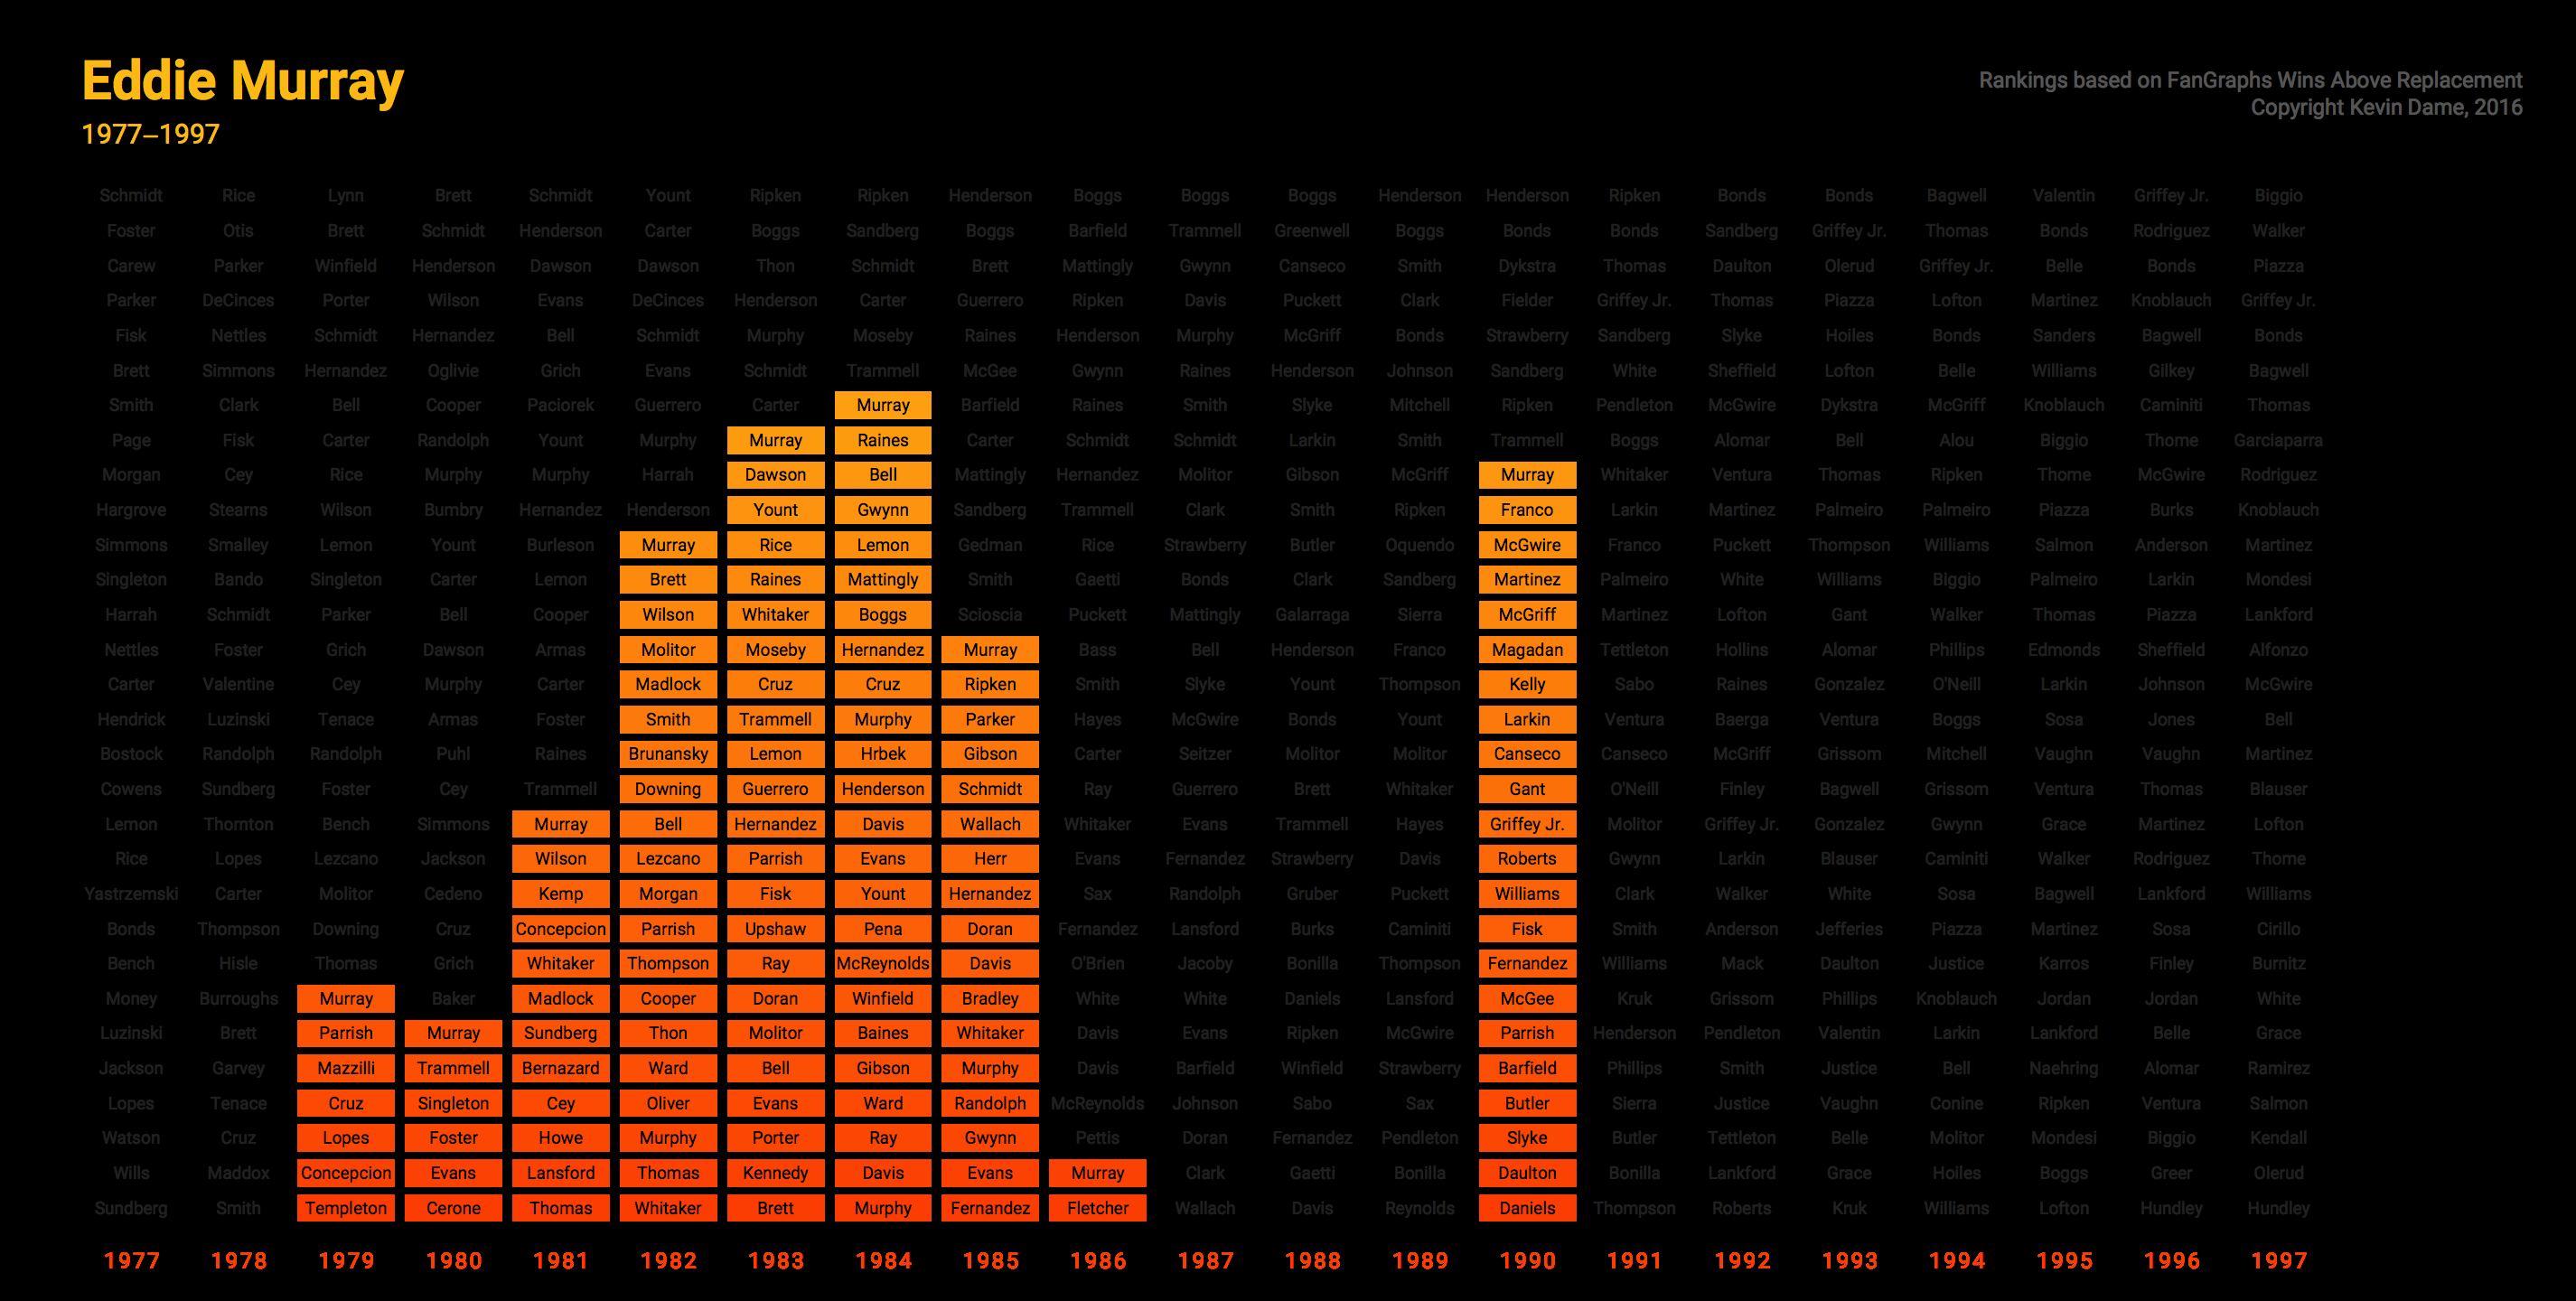 Eddie Murray
1977–1997
Rankings based on FanGraphs Wins Above Replacement
Copyright Kevin Dame, 2016
Schmidt Rice Lynn Brett Schmidt Yount Ripken Ripken Henderson Boggs Boggs Boggs Henderson Henderson Ripken Bonds Bonds Bagwell Valentin Griffey Jr. Biggio
Foster Otis Brett Schmidt Henderson Carter Boggs Sandberg Boggs Barfield Trammell Greenwell Boggs Bonds Bonds Sandberg Griffey Jr. Thomas Bonds Rodriguez Walker
Carew Parker Winfield Henderson Dawson Dawson Thon Schmidt Brett Mattingly Gwynn Canseco Smith Dykstra Thomas Daulton Olerud Griffey Jr. Belle Bonds Piazza
Parker DeCinces Porter Wilson Evans DeCinces Henderson Carter Guerrero Ripken Davis Puckett Clark Fielder Griffey Jr. Thomas Piazza Lofton Martinez Knoblauch Griffey Jr.
Fisk Nettles Schmidt Hernandez Bell Schmidt Murphy Moseby Raines Henderson Murphy McGriff Bonds Strawberry Sandberg Slyke Hoiles Bonds Sanders Bagwell Bonds
Brett Simmons Hernandez Oglivie Grich Evans Schmidt Trammell McGee Gwynn Raines Henderson Johnson Sandberg White Sheffield Lofton Belle Williams Gilkey Bagwell
Smith Clark Bell Cooper Paciorek Guerrero Carter Murray Barfield Raines Smith Slyke Mitchell Ripken Pendleton McGwire Dykstra McGriff Knoblauch Caminiti Thomas
Page Fisk Carter Randolph Yount Murphy Murray Raines Carter Schmidt Schmidt Larkin Smith Trammell Boggs Alomar Bell Alou Biggio Thome Garciaparra
Morgan Cey Rice Murphy Murphy Harrah Dawson Bell Mattingly Hernandez Molitor Gibson McGriff Murray Whitaker Ventura Thomas Ripken Thome McGwire Rodriguez
Hargrove Stearns Wilson Bumbry Hernandez Henderson Yount Gwynn Sandberg Trammell Clark Smith Ripken Franco Larkin Martinez Palmeiro Palmeiro Piazza Burks Knoblauch
Simmons Smalley Lemon Yount Burleson Murray Rice Lemon Gedman Rice Strawberry Butler Oquendo McGwire Franco Puckett Thompson Williams Salmon Anderson Martinez
Singleton Bando Singleton Carter Lemon Brett Raines Mattingly Smith Gaetti Bonds Clark Sandberg Martinez Palmeiro White Williams Biggio Palmeiro Larkin Mondesi
Harrah Schmidt Parker Bell Cooper Wilson Whitaker Boggs Scioscia Puckett Mattingly Galarraga Sierra McGriff Martinez Lofton Gant Walker Thomas Piazza Lankford
Nettles Foster Grich Dawson Armas Molitor Moseby Hernandez Murray Bass Bell Henderson Franco Magadan Tettleton Hollins Alomar Phillips Edmonds Sheffield Alfonzo
Carter Valentine Cey Murphy Carter Madlock Cruz Cruz Ripken Smith Slyke Yount Thompson Kelly Sabo Raines Gonzalez O'Neill Larkin Johnson McGwire
Hendrick Luzinski Tenace Armas Foster Smith Trammell Murphy Parker Hayes McGwire Bonds Yount Larkin Ventura Baerga Ventura Boggs Sosa Jones Bell
Bostock Randolph Randolph Puhl Raines Brunansky Lemon Hrbek Gibson Carter Seitzer Molitor Molitor Canseco Canseco McGriff Grissom Mitchell Vaughn Vaughn Martinez
Cowens Sundberg Foster Cey Trammell Downing Guerrero Henderson Schmidt Ray Guerrero Brett Whitaker Gant O'Neill Finley Bagwell Grissom Ventura Thomas Blauser
Lemon Thornton Bench Simmons Murray Bell Hernandez Davis Wallach Whitaker Evans Trammell Hayes Griffey Jr. Molitor Griffey Jr. Gonzalez Gwynn Grace Martinez Lofton
Rice Lopes Lezcano Jackson Wilson Lezcano Parrish Evans Herr Evans Fernandez Strawberry Davis Roberts Gwynn Larkin Blauser Caminiti Walker Rodriguez Thome
Yastrzemski Carter Molitor Cedeno Kemp Morgan Fisk Yount Hernandez Sax Randolph Gruber Puckett Williams Clark Walker White Sosa Bagwell Lankford Williams
Bonds Thompson Downing Cruz Concepcion Parrish Upshaw Pena Doran Fernandez Lansford Burks Caminiti Fisk Smith Anderson Jefferies Piazza Martinez Sosa Cirillo
Bench Hisle Thomas Grich Whitaker Thompson Ray McReynolds Davis O'Brien Jacoby Bonilla Thompson Fernandez Williams Mack Daulton Justice Karros Finley Burnitz
Money Burroughs Murray Baker Madlock Cooper Doran Winfield Bradley White White Daniels Lansford McGee Kruk Grissom Phillips Knoblauch Jordan Jordan White
Luzinski Brett Parrish Murray Sundberg Thon Molitor Baines Whitaker Davis Evans Ripken McGwire Parrish Henderson Pendleton Valentin Larkin Lankford Belle Grace
Jackson Garvey Mazzilli Trammell Bernazard Ward Bell Gibson Murphy Davis Barfield Winfield Strawberry Barfield Phillips Smith Justice Bell Naehring Alomar Ramirez
Lopes Tenace Cruz Singleton Cey Oliver Evans Ward Randolph McReynolds Johnson Sabo Sax Butler Sierra Justice Vaughn Conine Ripken Ventura Salmon
Watson Cruz Lopes Foster Howe Murphy Porter Ray Gwynn Pettis Doran Fernandez Pendleton Slyke Butler Tettleton Belle Molitor Mondesi Biggio Kendall
Wills Maddox Concepcion Evans Lansford Thomas Kennedy Davis Evans Murray Clark Gaetti Bonilla Daulton Bonilla Lankford Grace Hoiles Boggs Greer Olerud
Sundberg Smith Templeton Cerone Thomas Whitaker Brett Murphy Fernandez Fletcher Wallach Davis Reynolds Daniels Thompson Roberts Kruk Williams Lofton Hundley Hundley
1977 1978 1979 1980 1981 1982 1983 1984 1985 1986 1987 1988 1989 1990 1991 1992 1993 1994 1995 1996 1997